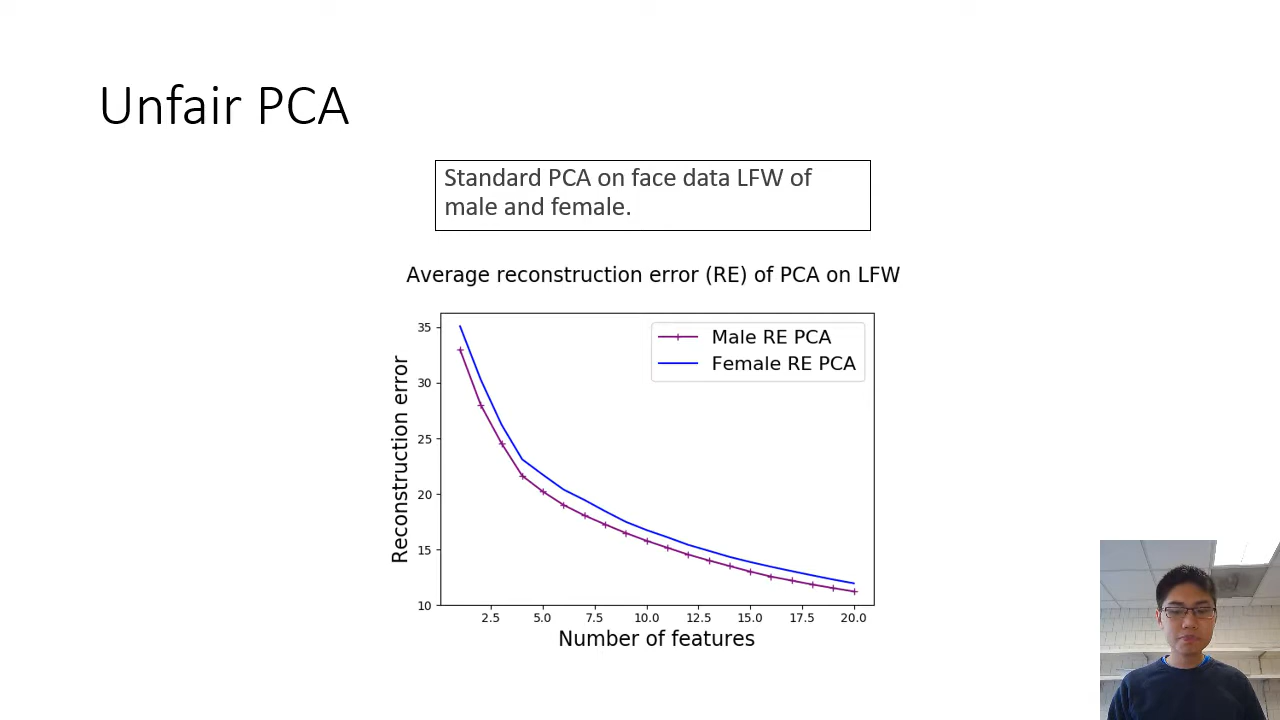 Unfair PCA
Standard PCA on face data LFW of
male and female.
Average reconstruction error (RE) of PCA on LFW
Male RE PCA
Female RE PCA
Reconstruction error
35
30
25
20
15
10
2.5 5.0 7.5 10.0 12.5 15.0 17.5 20.0
Number of features